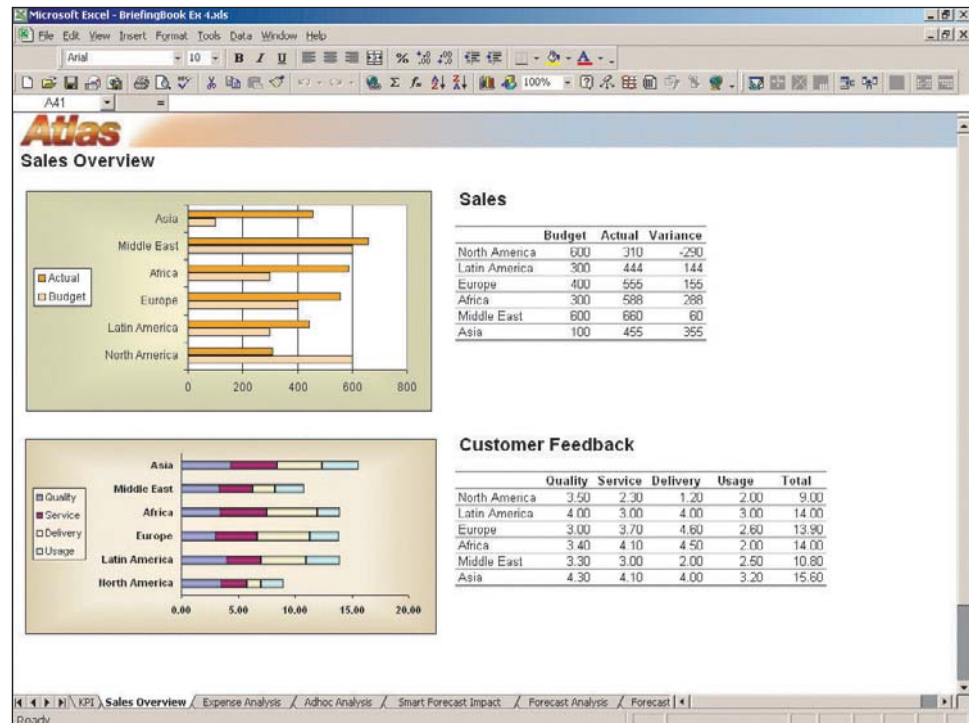 Microsoft Excel - BriefingBook Ex 4.xls
File Edit View Insert Format Tools Data Window Help
Arial 10 B I U %
100%
A41 =
Atlas
Sales Overview
Asia
Middle East
Africa
Europe
Latin America
North America
Actual
Budget
0 200 400 600 800
Sales
Budget Actual Variance
North America 600 310 -290
Latin America 300 444 144
Europe 400 555 155
Africa 300 588 288
Middle East 600 660 60
Asia 100 455 355
Asia
Middle East
Africa
Europe
Latin America
North America
Quality
Service
Delivery
Usage
0.00 5.00 10.00 15.00 20.00
Customer Feedback
Quality Service Delivery Usage Total
North America 3.50 2.30 1.20 2.00 9.00
Latin America 4.00 3.00 4.00 3.00 14.00
Europe 3.00 3.70 4.60 2.60 13.90
Africa 3.40 4.10 4.50 2.00 14.00
Middle East 3.30 3.00 2.00 2.50 10.80
Asia 4.30 4.10 4.00 3.20 15.60
KPI Sales Overview Expense Analysis Adhoc Analysis Smart Forecast Impact Forecast Analysis Forecast
Ready